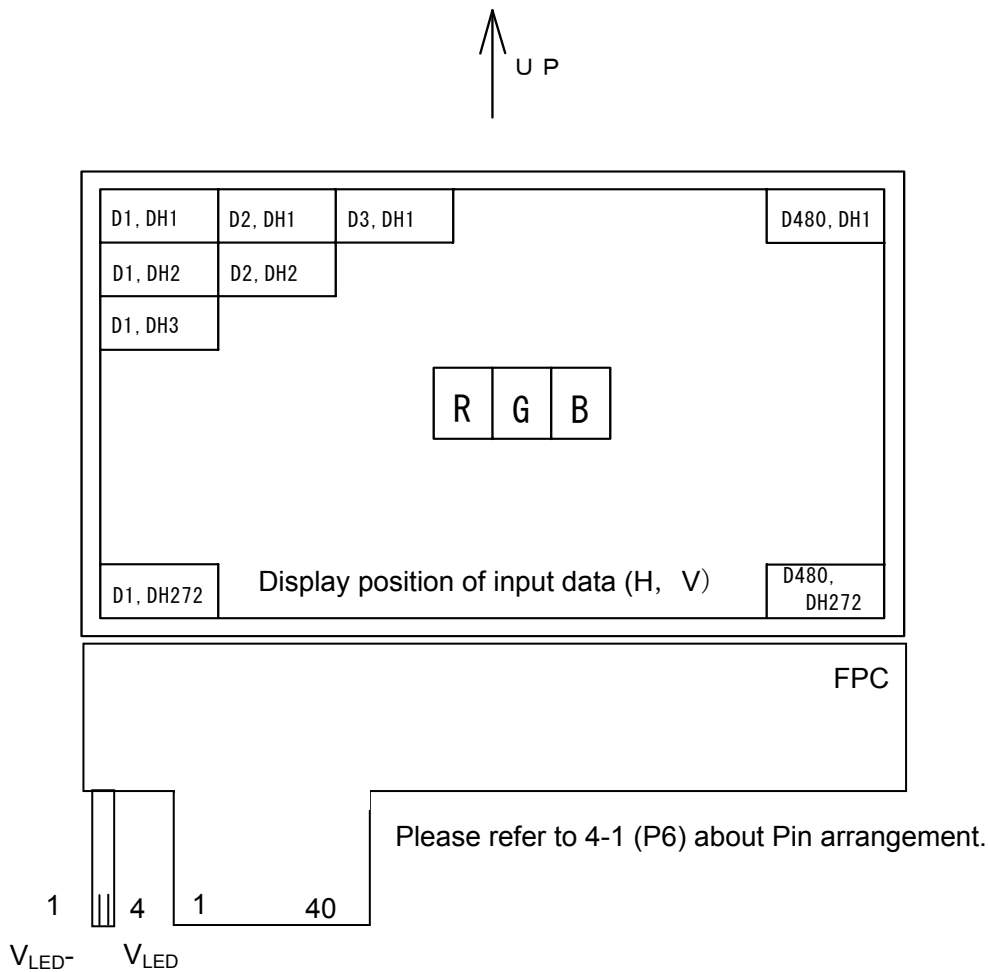 U P
D1, DH1 D2, DH1 D3, DH1 D480, DH1
D1, DH2 D2, DH2
D1, DH3
R G B
Display position of input data (H, V)
D1, DH272
D480,
DH272
FPC
Please refer to 4-1 (P6) about Pin arrangement.
1 4 1 40
VLED- VLED